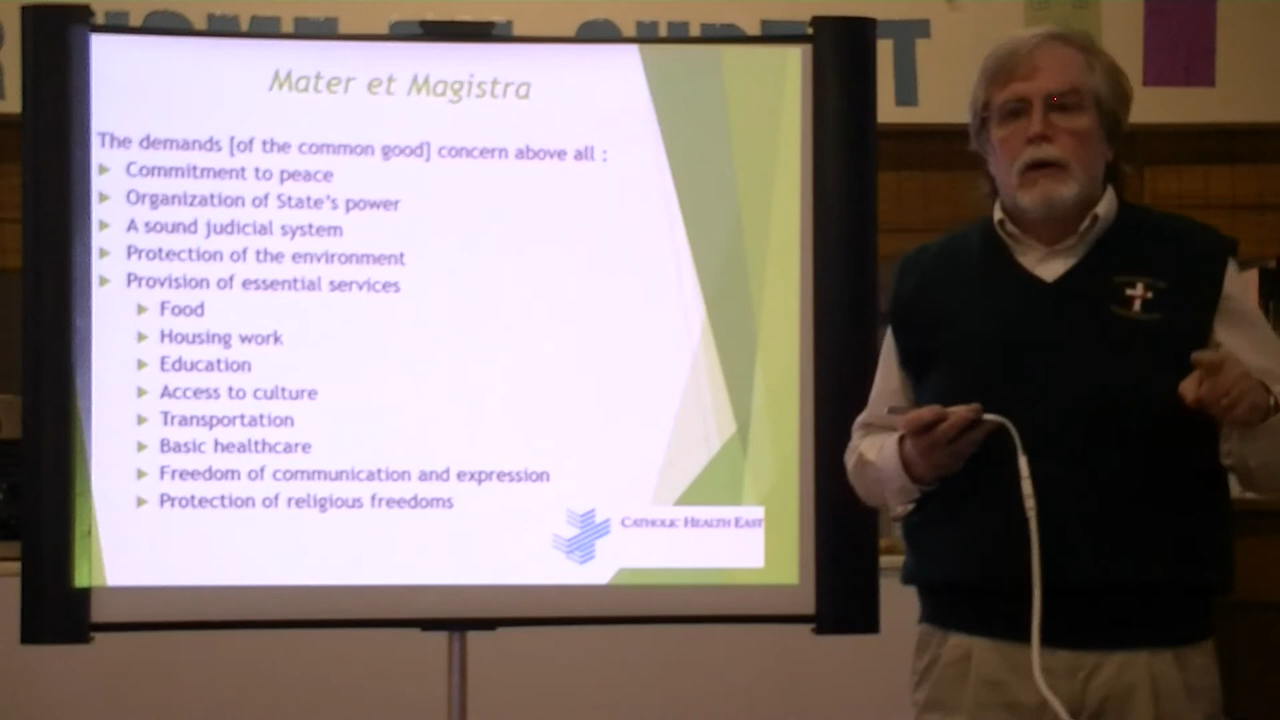 Mater et Magistra
The demands [of the common good] concern above all :
Commitment to peace
Organization of State's power
A sound judicial system
Protection of the environment
Provision of essential services
Food
Housing work
Education
Access to culture
Transportation
Basic healthcare
Freedom of communication and expression
Protection of religious freedoms
CATHOLIC HEALTH EAST